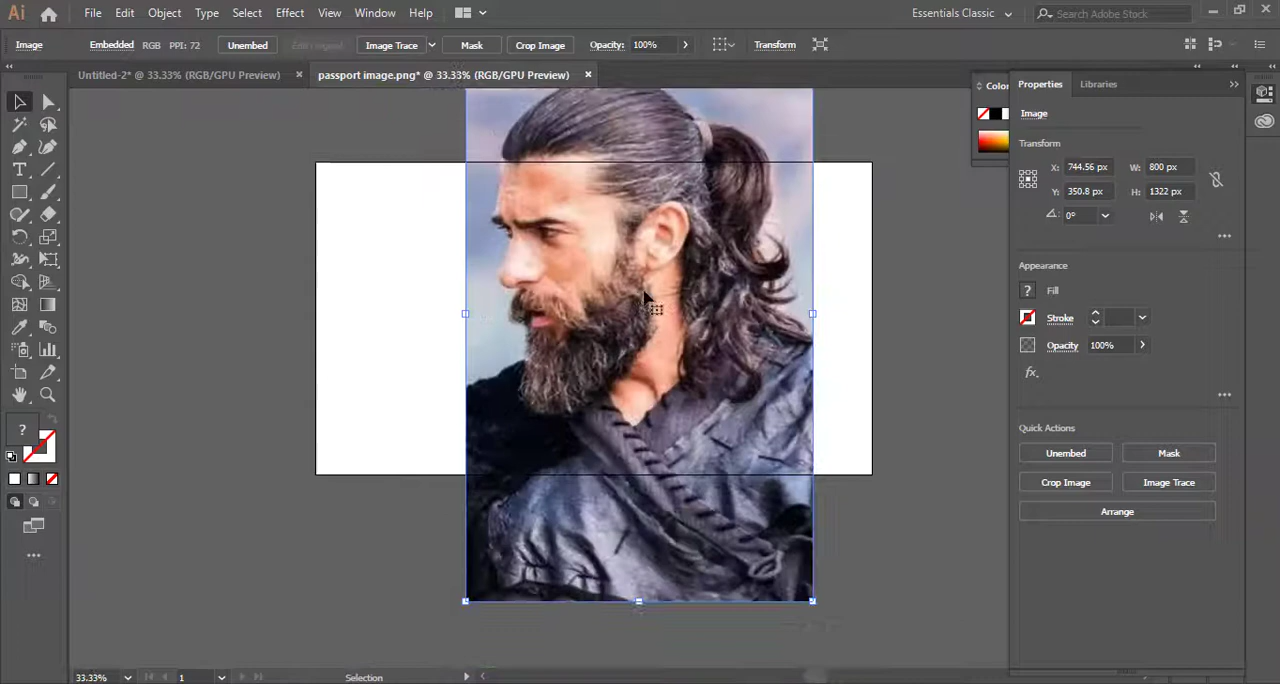 Ai File Edit Object Type Select Effect View Window Help Essentials Classic Search Adobe Stock
Image Embedded RGB PPI: 72 Unembed Image Trace Mask Crop Image Opacity: 100% Transform
Untitled-2* @ 33.33% (RGB/GPU Preview) × passport image.png* @ 33.33% (RGB/GPU Preview) ×
Color
Properties Libraries
Image
Transform
X: 744.56 px W: 800 px
Y: 350.8 px H: 1322 px
0°
Appearance
? Fill
Stroke
Opacity 100%
fx.
Quick Actions
Unembed Mask
Crop Image Image Trace
Arrange
T
?
33.33% 1 Selection